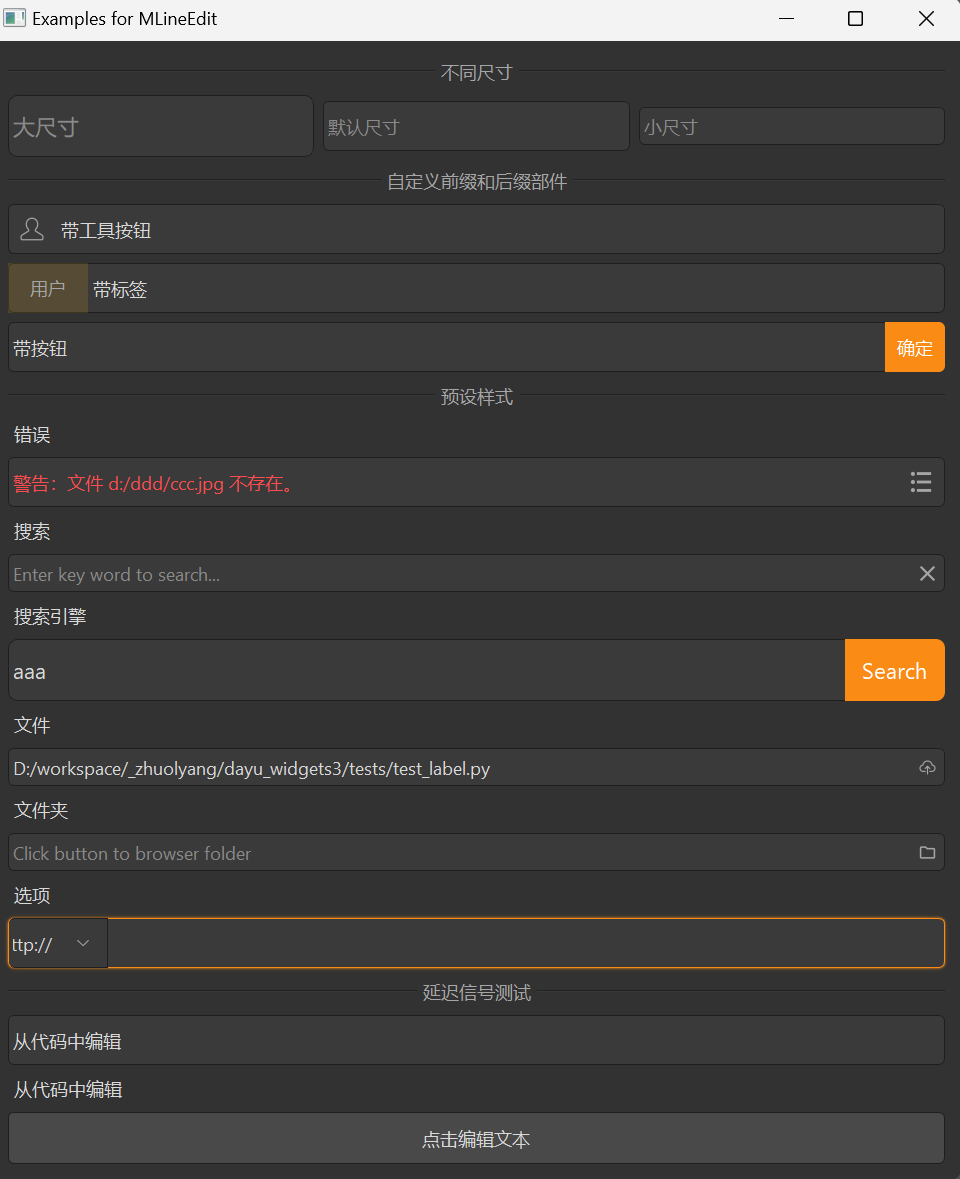 Examples for MLineEdit
不同尺寸
大尺寸
默认尺寸
小尺寸
自定义前缀和后缀部件
带工具按钮
用户
带标签
带按钮
确定
预设样式
错误
警告：文件 d:/ddd/ccc.jpg 不存在。
搜索
Enter key word to search...
搜索引擎
aaa
Search
文件
D:/workspace/_zhuolyang/dayu_widgets3/tests/test_label.py
文件夹
Click button to browser folder
选项
ttp://
延迟信号测试
从代码中编辑
从代码中编辑
点击编辑文本